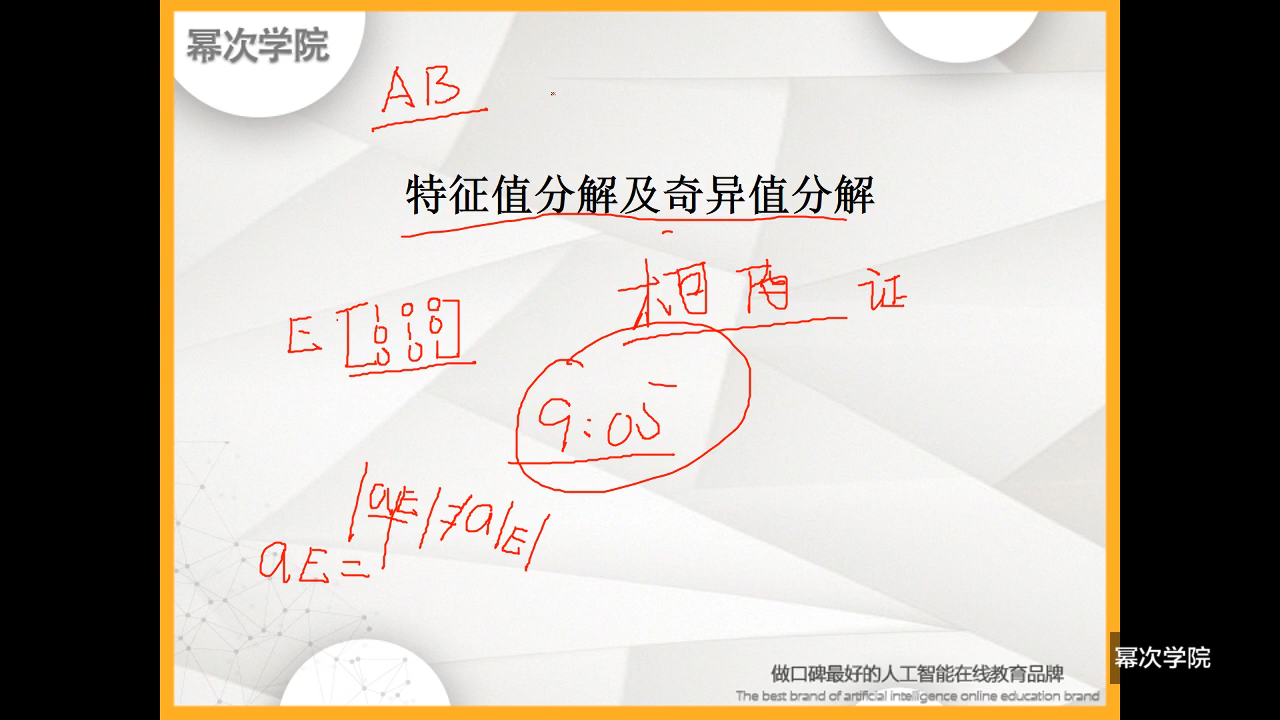 幂次学院
AB
特征值分解及奇异值分解
证
E
9:05
|aE|≠a|E|
aE=
幂次学院
做口碑最好的人工智能在线教育品牌
The best brand of artificial intelligence online education brand